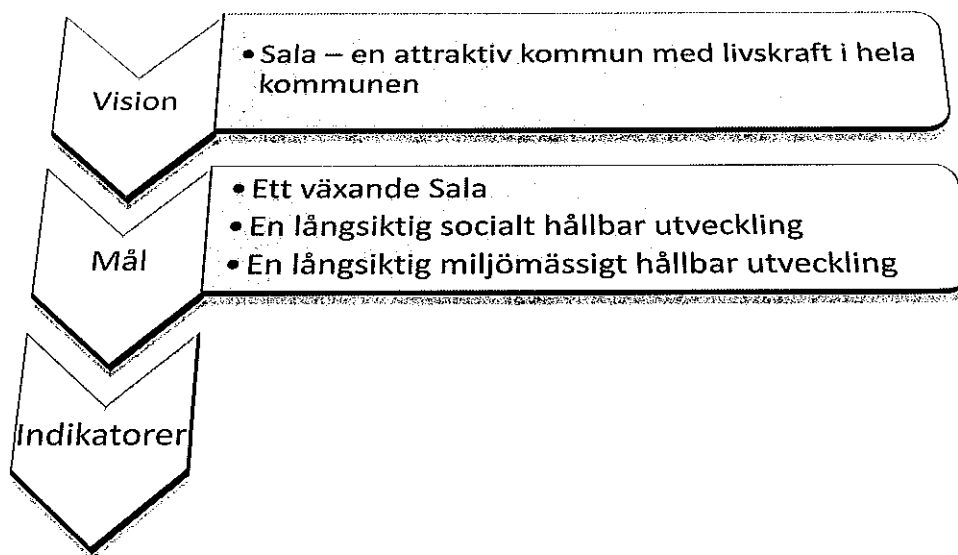 Vision
• Sala – en attraktiv kommun med livskraft i hela
kommunen
Mål
• Ett växande Sala
• En långsiktig socialt hållbar utveckling
• En långsiktig miljömässigt hållbar utveckling
Indikatorer